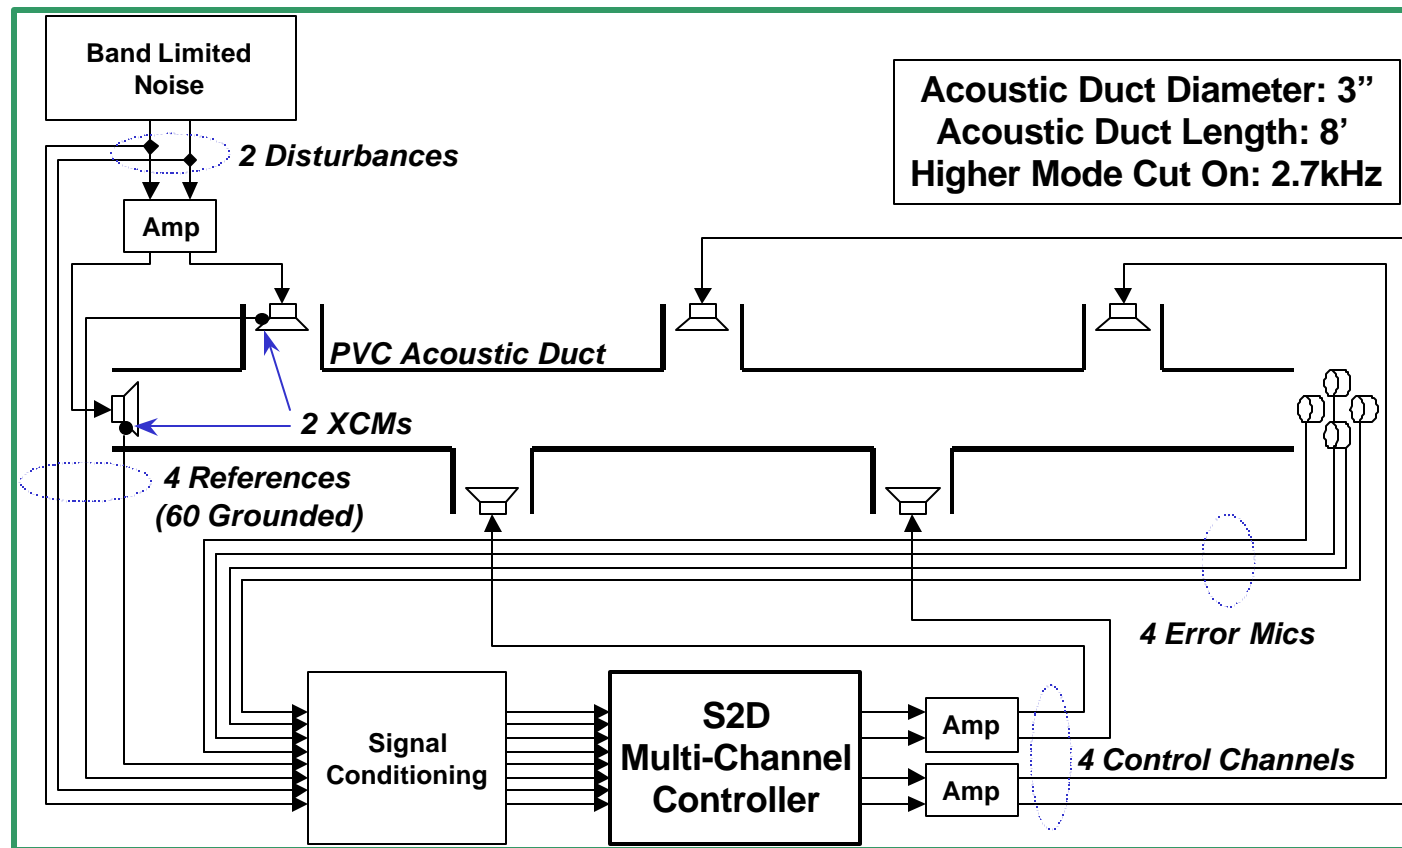 Band Limited
Noise
Acoustic Duct Diameter: 3”
Acoustic Duct Length: 8’
Higher Mode Cut On: 2.7kHz
2 Disturbances
Amp
PVC Acoustic Duct
2 XCMs
4 References
(60 Grounded)
4 Error Mics
Signal
Conditioning
S2D
Multi-Channel
Controller
Amp
4 Control Channels
Amp